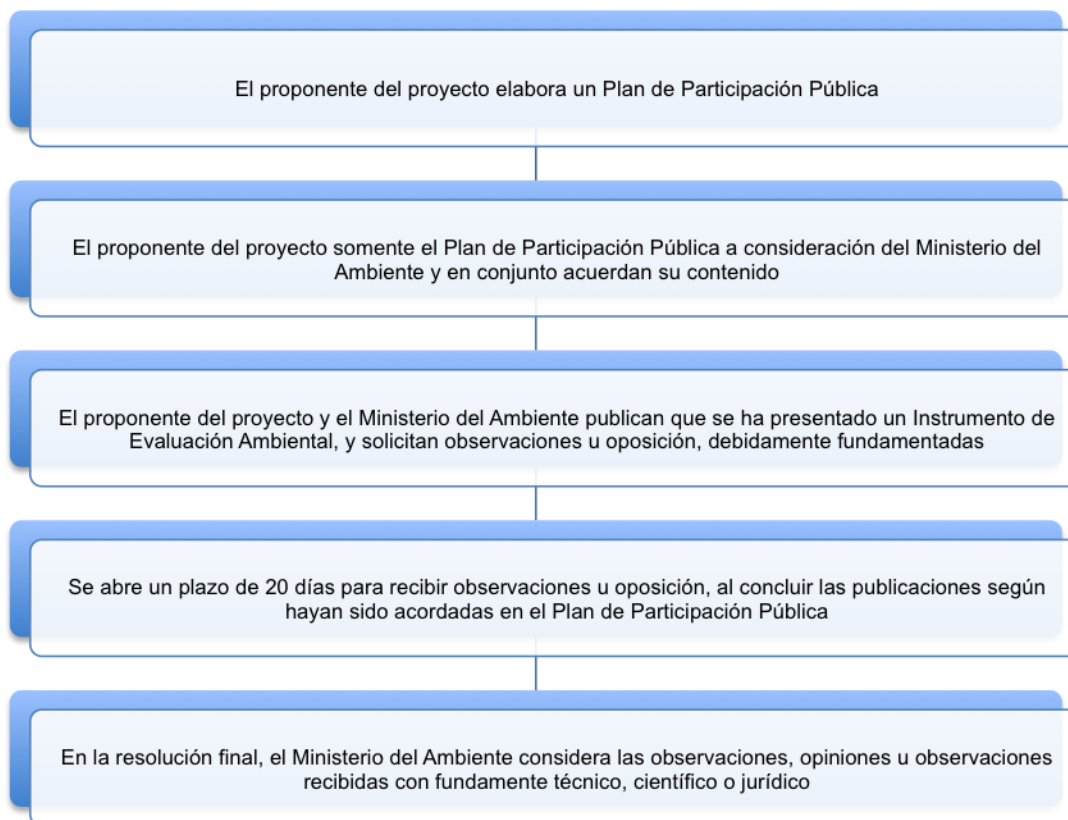 El proponente del proyecto elabora un Plan de Participación Pública
El proponente del proyecto somente el Plan de Participación Pública a consideración del Ministerio del
Ambiente y en conjunto acuerdan su contenido
El proponente del proyecto y el Ministerio del Ambiente publican que se ha presentado un Instrumento de
Evaluación Ambiental, y solicitan observaciones u oposición, debidamente fundamentadas
Se abre un plazo de 20 días para recibir observaciones u oposición, al concluir las publicaciones según
hayan sido acordadas en el Plan de Participación Pública
En la resolución final, el Ministerio del Ambiente considera las observaciones, opiniones u observaciones
recibidas con fundamente técnico, científico o jurídico